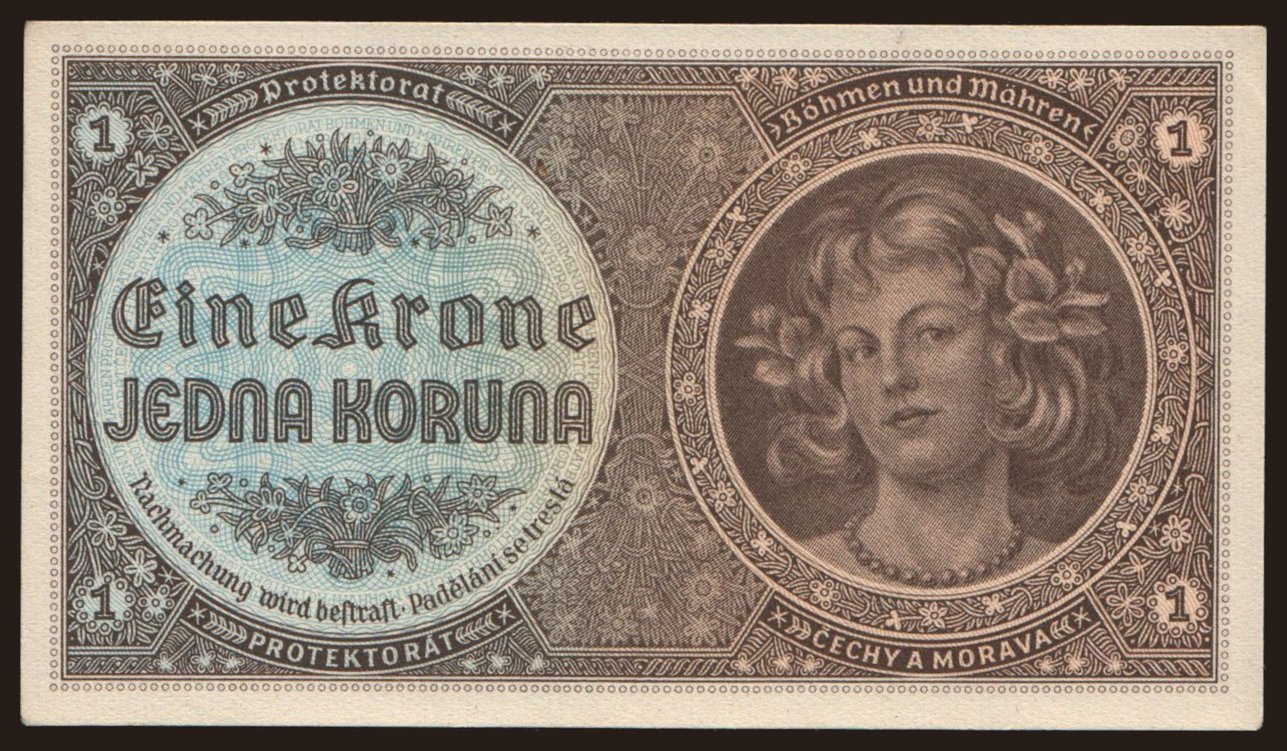 Protektorat
Böhmen und Mähren
1
1
Eine Krone
JEDNA KORUNA
Nachmachung wird bestraft · Padělání se trestá
1
1
PROTEKTORÁT
ČECHY A MORAVA